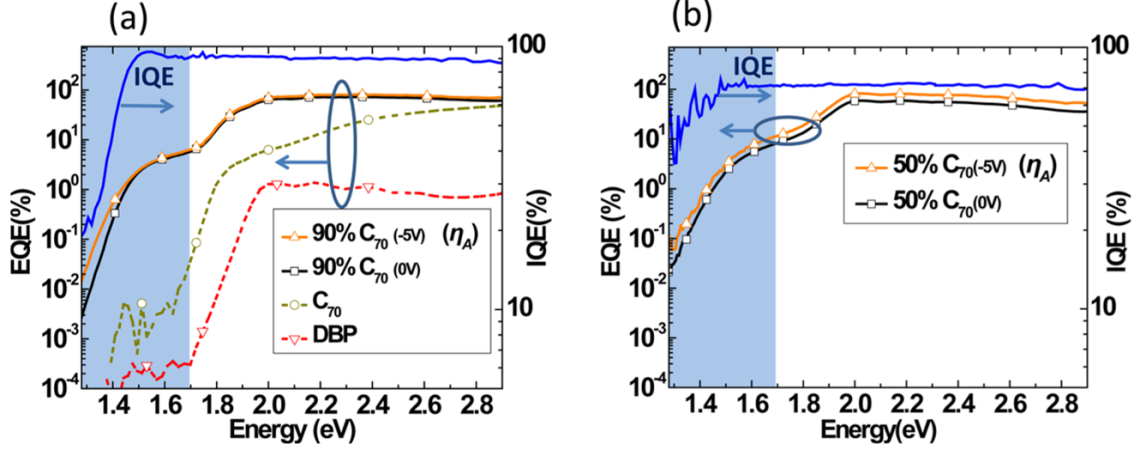 (a)
(b)
100
100
IQE
IQE
10²
10¹
10⁰
10⁻¹
10⁻²
10⁻³
10⁻⁴
EQE(%)
90% C₇₀ (-5V) (ηA)
90% C₇₀ (0V)
C₇₀
DBP
10
IQE(%)
1.4 1.6 1.8 2.0 2.2 2.4 2.6 2.8
Energy (eV)
10²
10¹
10⁰
10⁻¹
10⁻²
10⁻³
10⁻⁴
EQE(%)
50% C₇₀(-5V) (ηA)
50% C₇₀(0V)
10
IQE(%)
1.4 1.6 1.8 2.0 2.2 2.4 2.6 2.8
Energy(eV)